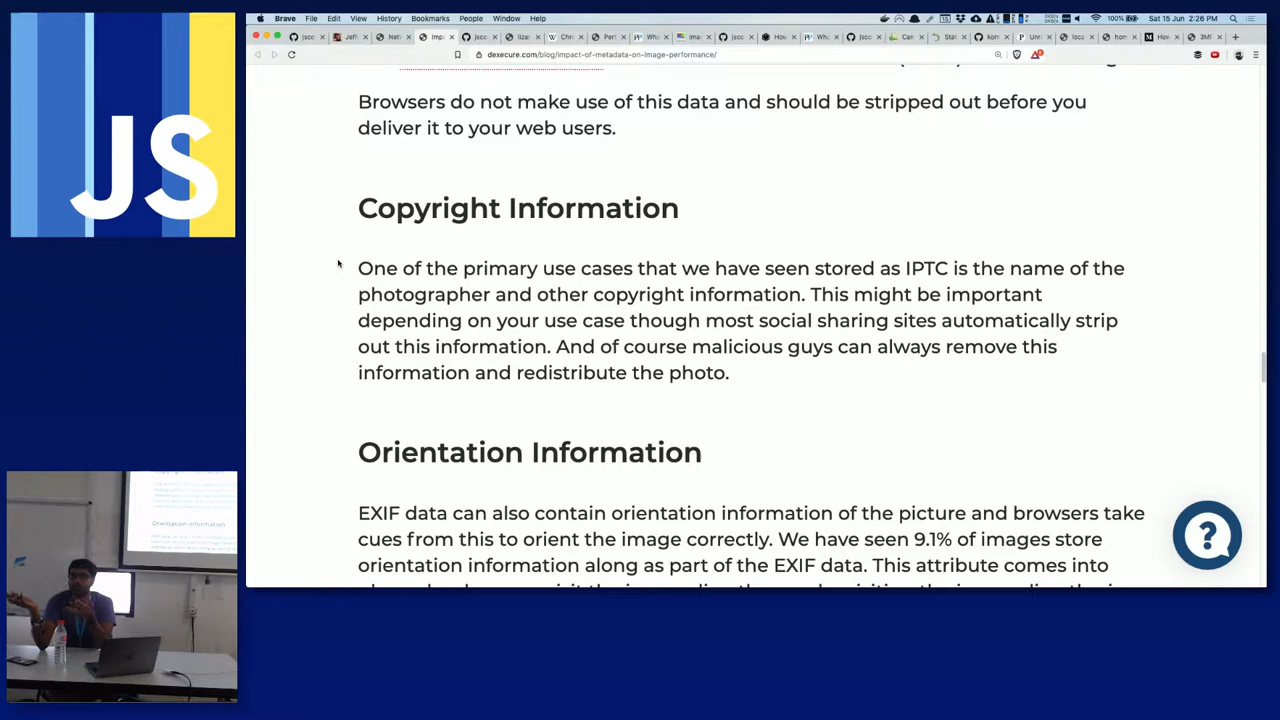 JS
Brave File Edit View History Bookmarks People Window Help
100% Sat 15 Jun 2:26 PM
dexecure.com/blog/impact-of-metadata-on-image-performance/
Browsers do not make use of this data and should be stripped out before you
deliver it to your web users.
Copyright Information
One of the primary use cases that we have seen stored as IPTC is the name of the
photographer and other copyright information. This might be important
depending on your use case though most social sharing sites automatically strip
out this information. And of course malicious guys can always remove this
information and redistribute the photo.
Orientation Information
EXIF data can also contain orientation information of the picture and browsers take
cues from this to orient the image correctly. We have seen 9.1% of images store
orientation information along as part of the EXIF data. This attribute comes into
?
Orientation Information